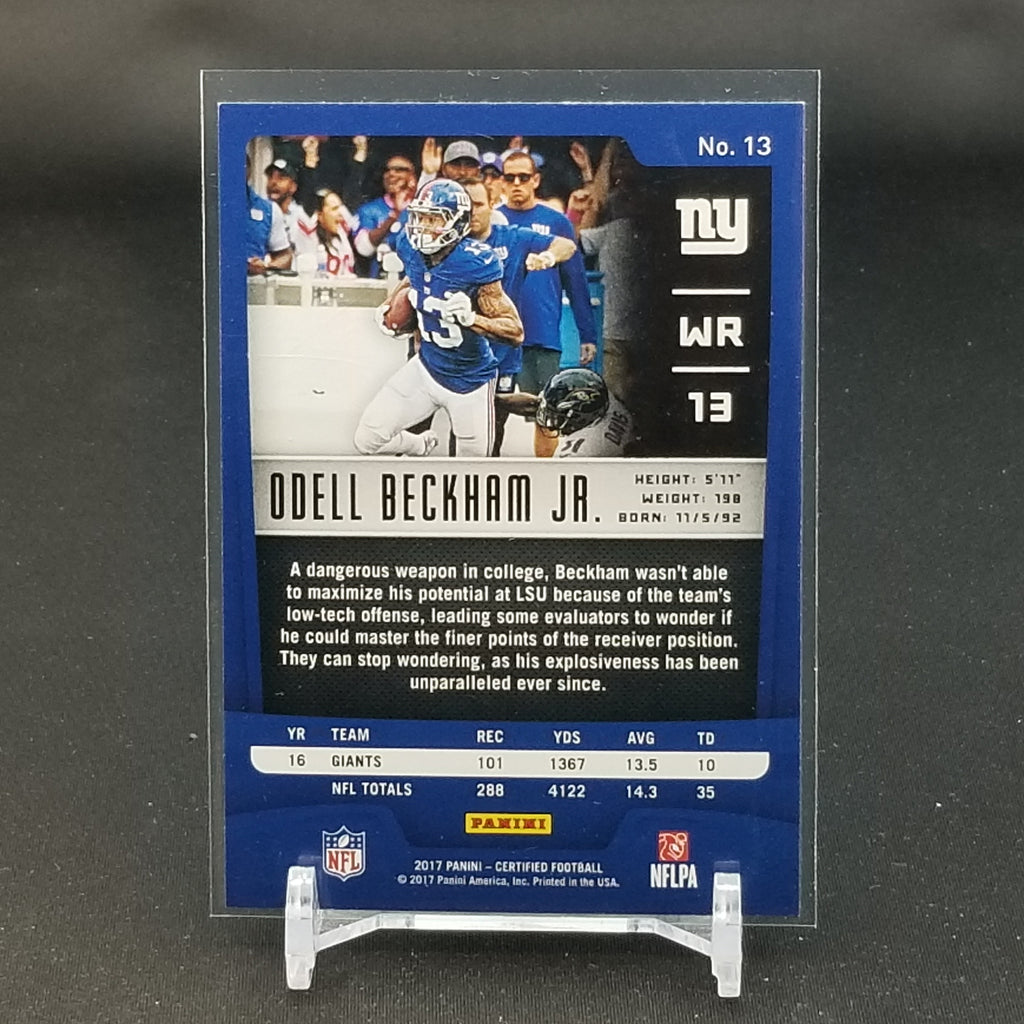 No. 13
ny
WR
13
13
DAVIS
ODELL BECKHAM JR.
HEIGHT: 5'11"
WEIGHT: 198
BORN: 11/5/92
A dangerous weapon in college, Beckham wasn't able
to maximize his potential at LSU because of the team's
low-tech offense, leading some evaluators to wonder if
he could master the finer points of the receiver position.
They can stop wondering, as his explosiveness has been
unparalleled ever since.
YR TEAM REC YDS AVG TD
16 GIANTS 101 1367 13.5 10
NFL TOTALS 288 4122 14.3 35
PANINI
NFL
2017 PANINI – CERTIFIED FOOTBALL
© 2017 Panini America, Inc. Printed in the USA.
NFLPA